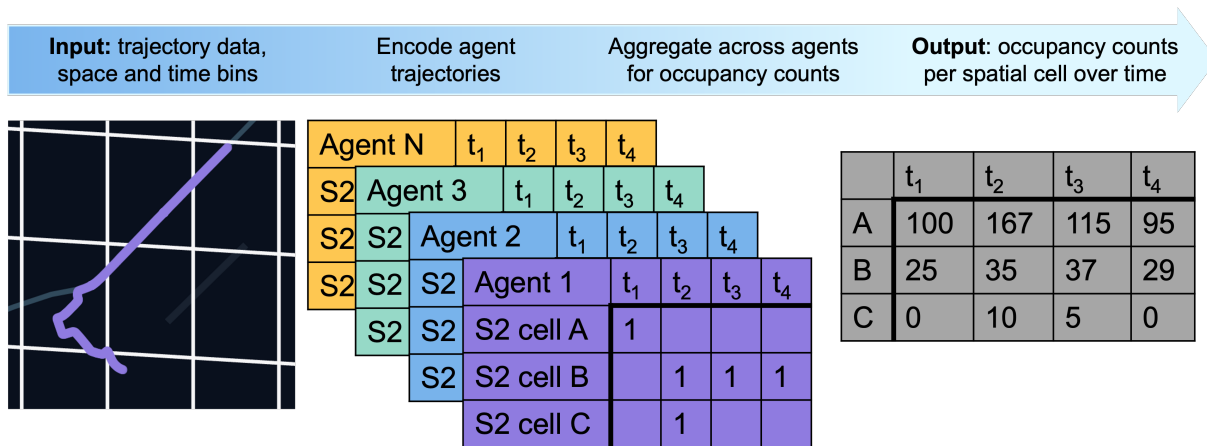 Input: trajectory data,
space and time bins
Encode agent
trajectories
Aggregate across agents
for occupancy counts
Output: occupancy counts
per spatial cell over time
Agent N t₁ t₂ t₃ t₄
S2
S2
S2
Agent 3 t₁ t₂ t₃ t₄
S2
S2
S2
Agent 2 t₁ t₂ t₃ t₄
S2
S2
S2
Agent 1 t₁ t₂ t₃ t₄
S2 cell A 1
S2 cell B 1 1 1
S2 cell C 1
t₁ t₂ t₃ t₄
A 100 167 115 95
B 25 35 37 29
C 0 10 5 0